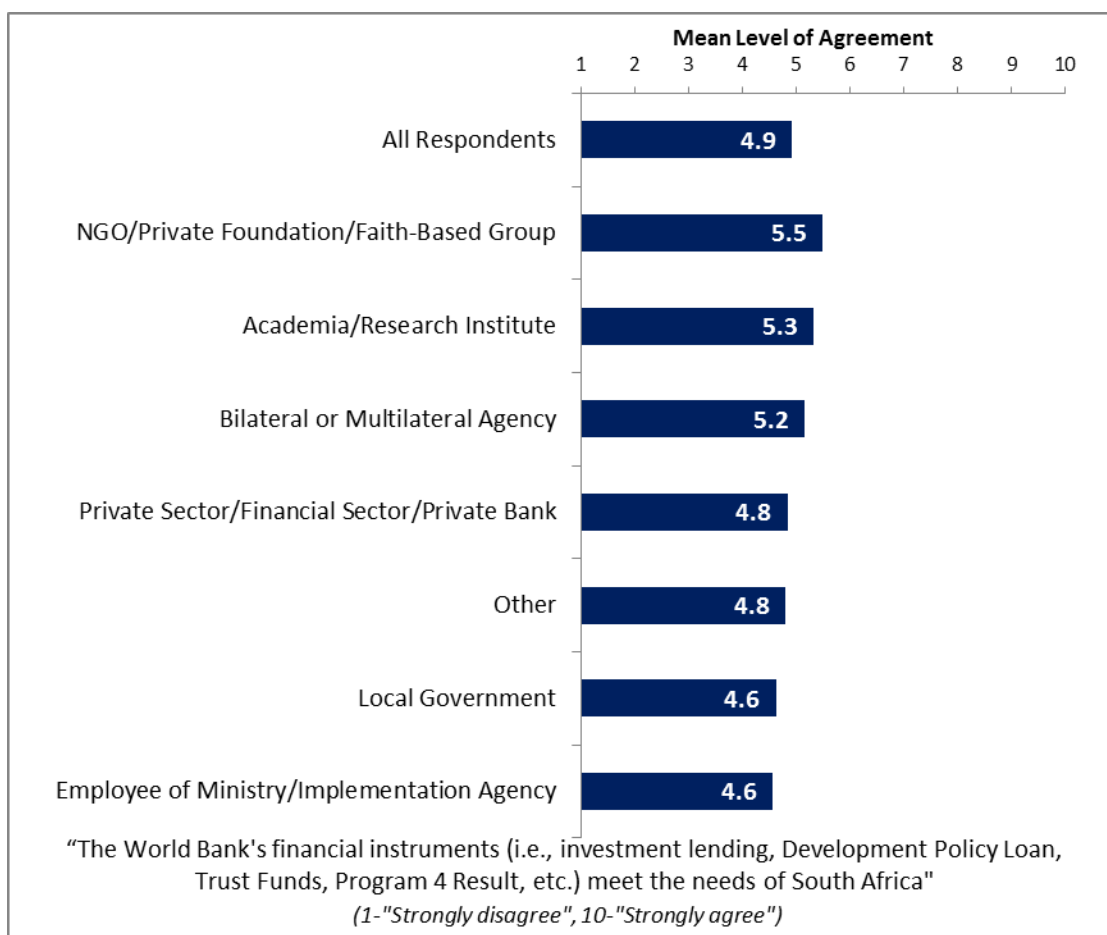 Mean Level of Agreement
1 2 3 4 5 6 7 8 9 10
All Respondents 4.9
NGO/Private Foundation/Faith-Based Group 5.5
Academia/Research Institute 5.3
Bilateral or Multilateral Agency 5.2
Private Sector/Financial Sector/Private Bank 4.8
Other 4.8
Local Government 4.6
Employee of Ministry/Implementation Agency 4.6
“The World Bank's financial instruments (i.e., investment lending, Development Policy Loan,
Trust Funds, Program 4 Result, etc.) meet the needs of South Africa"
(1-"Strongly disagree", 10-"Strongly agree")